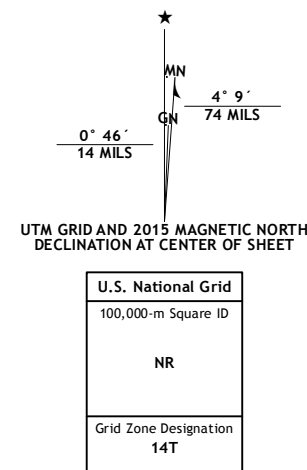 ★
MN
GN
4° 9´
74 MILS
0° 46´
14 MILS
UTM GRID AND 2015 MAGNETIC NORTH
DECLINATION AT CENTER OF SHEET
U.S. National Grid
100,000-m Square ID
NR
Grid Zone Designation
14T